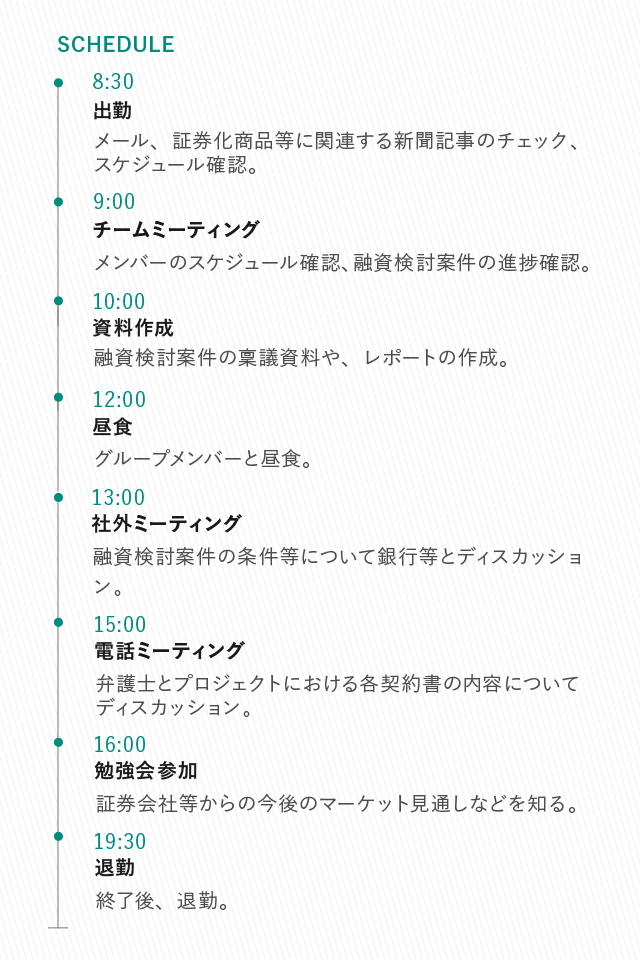 SCHEDULE
8:30
出勤
メール、証券化商品等に関連する新聞記事のチェック、
スケジュール確認。
9:00
チームミーティング
メンバーのスケジュール確認、融資検討案件の進捗確認。
10:00
資料作成
融資検討案件の稟議資料や、レポートの作成。
12:00
昼食
グループメンバーと昼食。
13:00
社外ミーティング
融資検討案件の条件等について銀行等とディスカッショ
ン。
15:00
電話ミーティング
弁護士とプロジェクトにおける各契約書の内容について
ディスカッション。
16:00
勉強会参加
証券会社等からの今後のマーケット見通しなどを知る。
19:30
退勤
終了後、退勤。